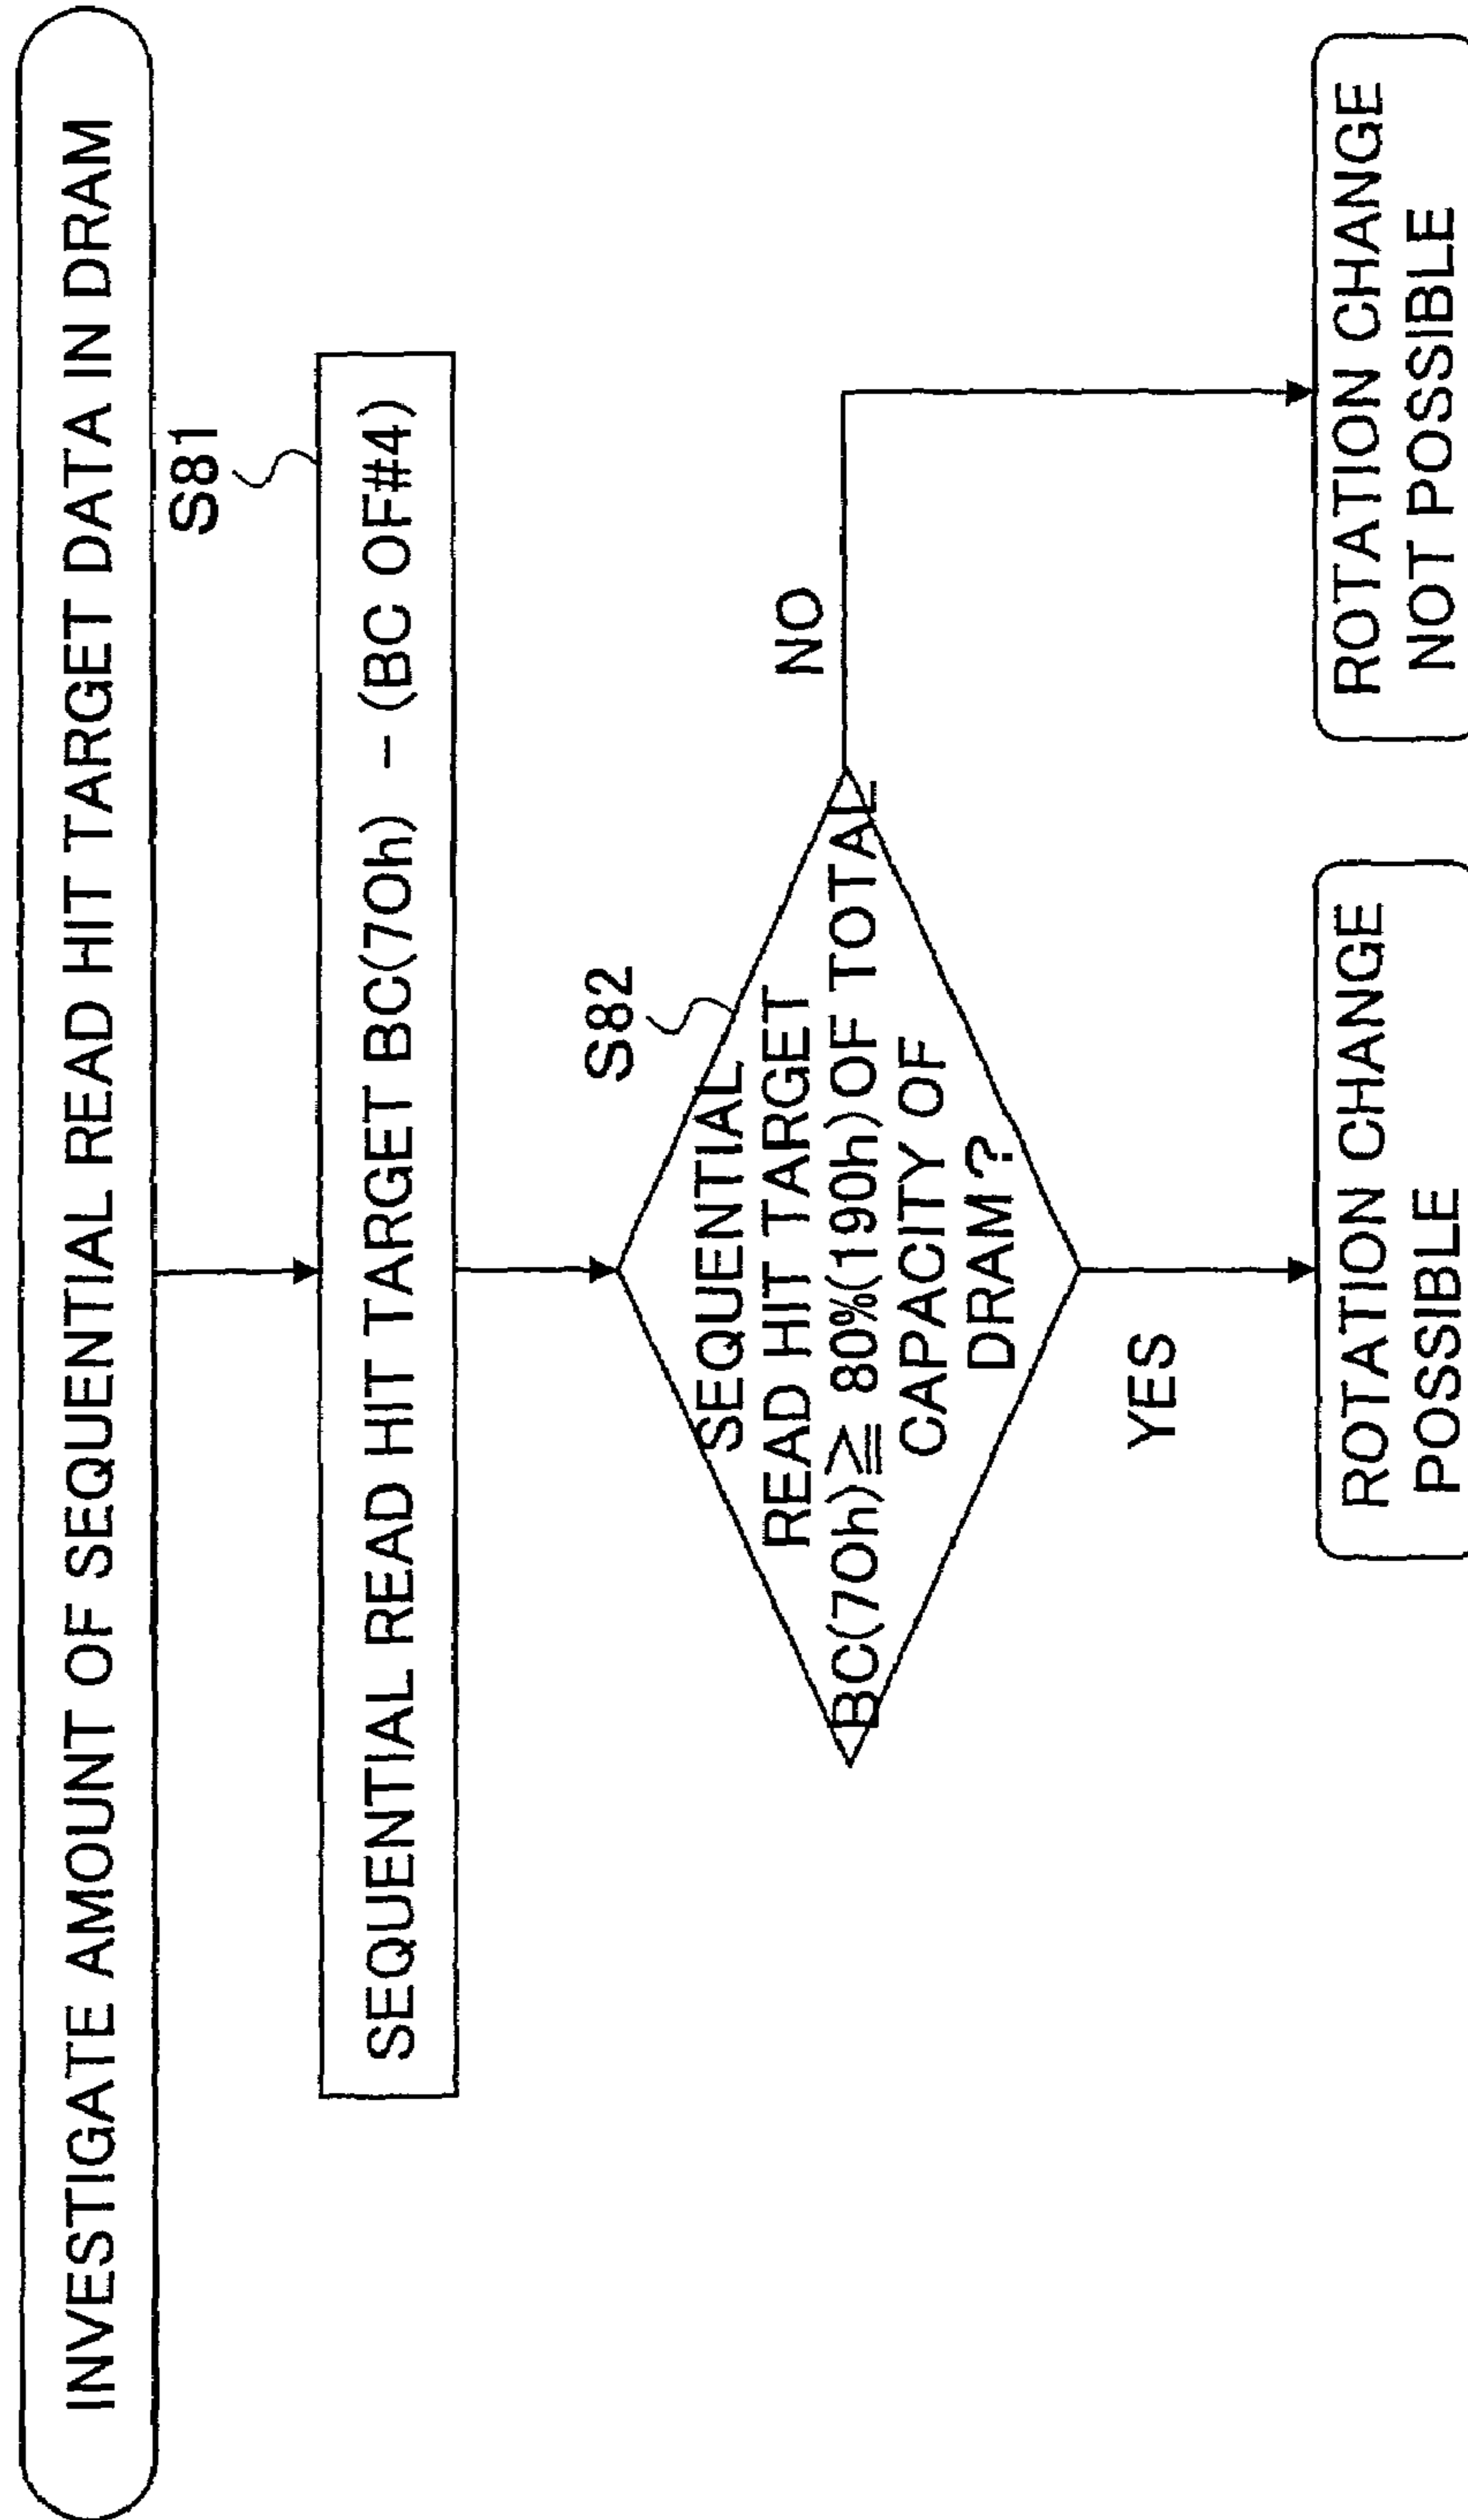 INVESTIGATE AMOUNT OF SEQUENTIAL READ HIT TARGET DATA IN DRAM
S81
SEQUENTIAL READ HIT TARGET BC(70h) - (BC OF#4)
S82
SEQUENTIAL
READ HIT TARGET
BC(70h)≧ 80%(190h)OF TOTAL
CAPACITY OF
DRAM?
NO
YES
ROTATION CHANGE
POSSIBLE
ROTATION CHANGE
NOT POSSIBLE